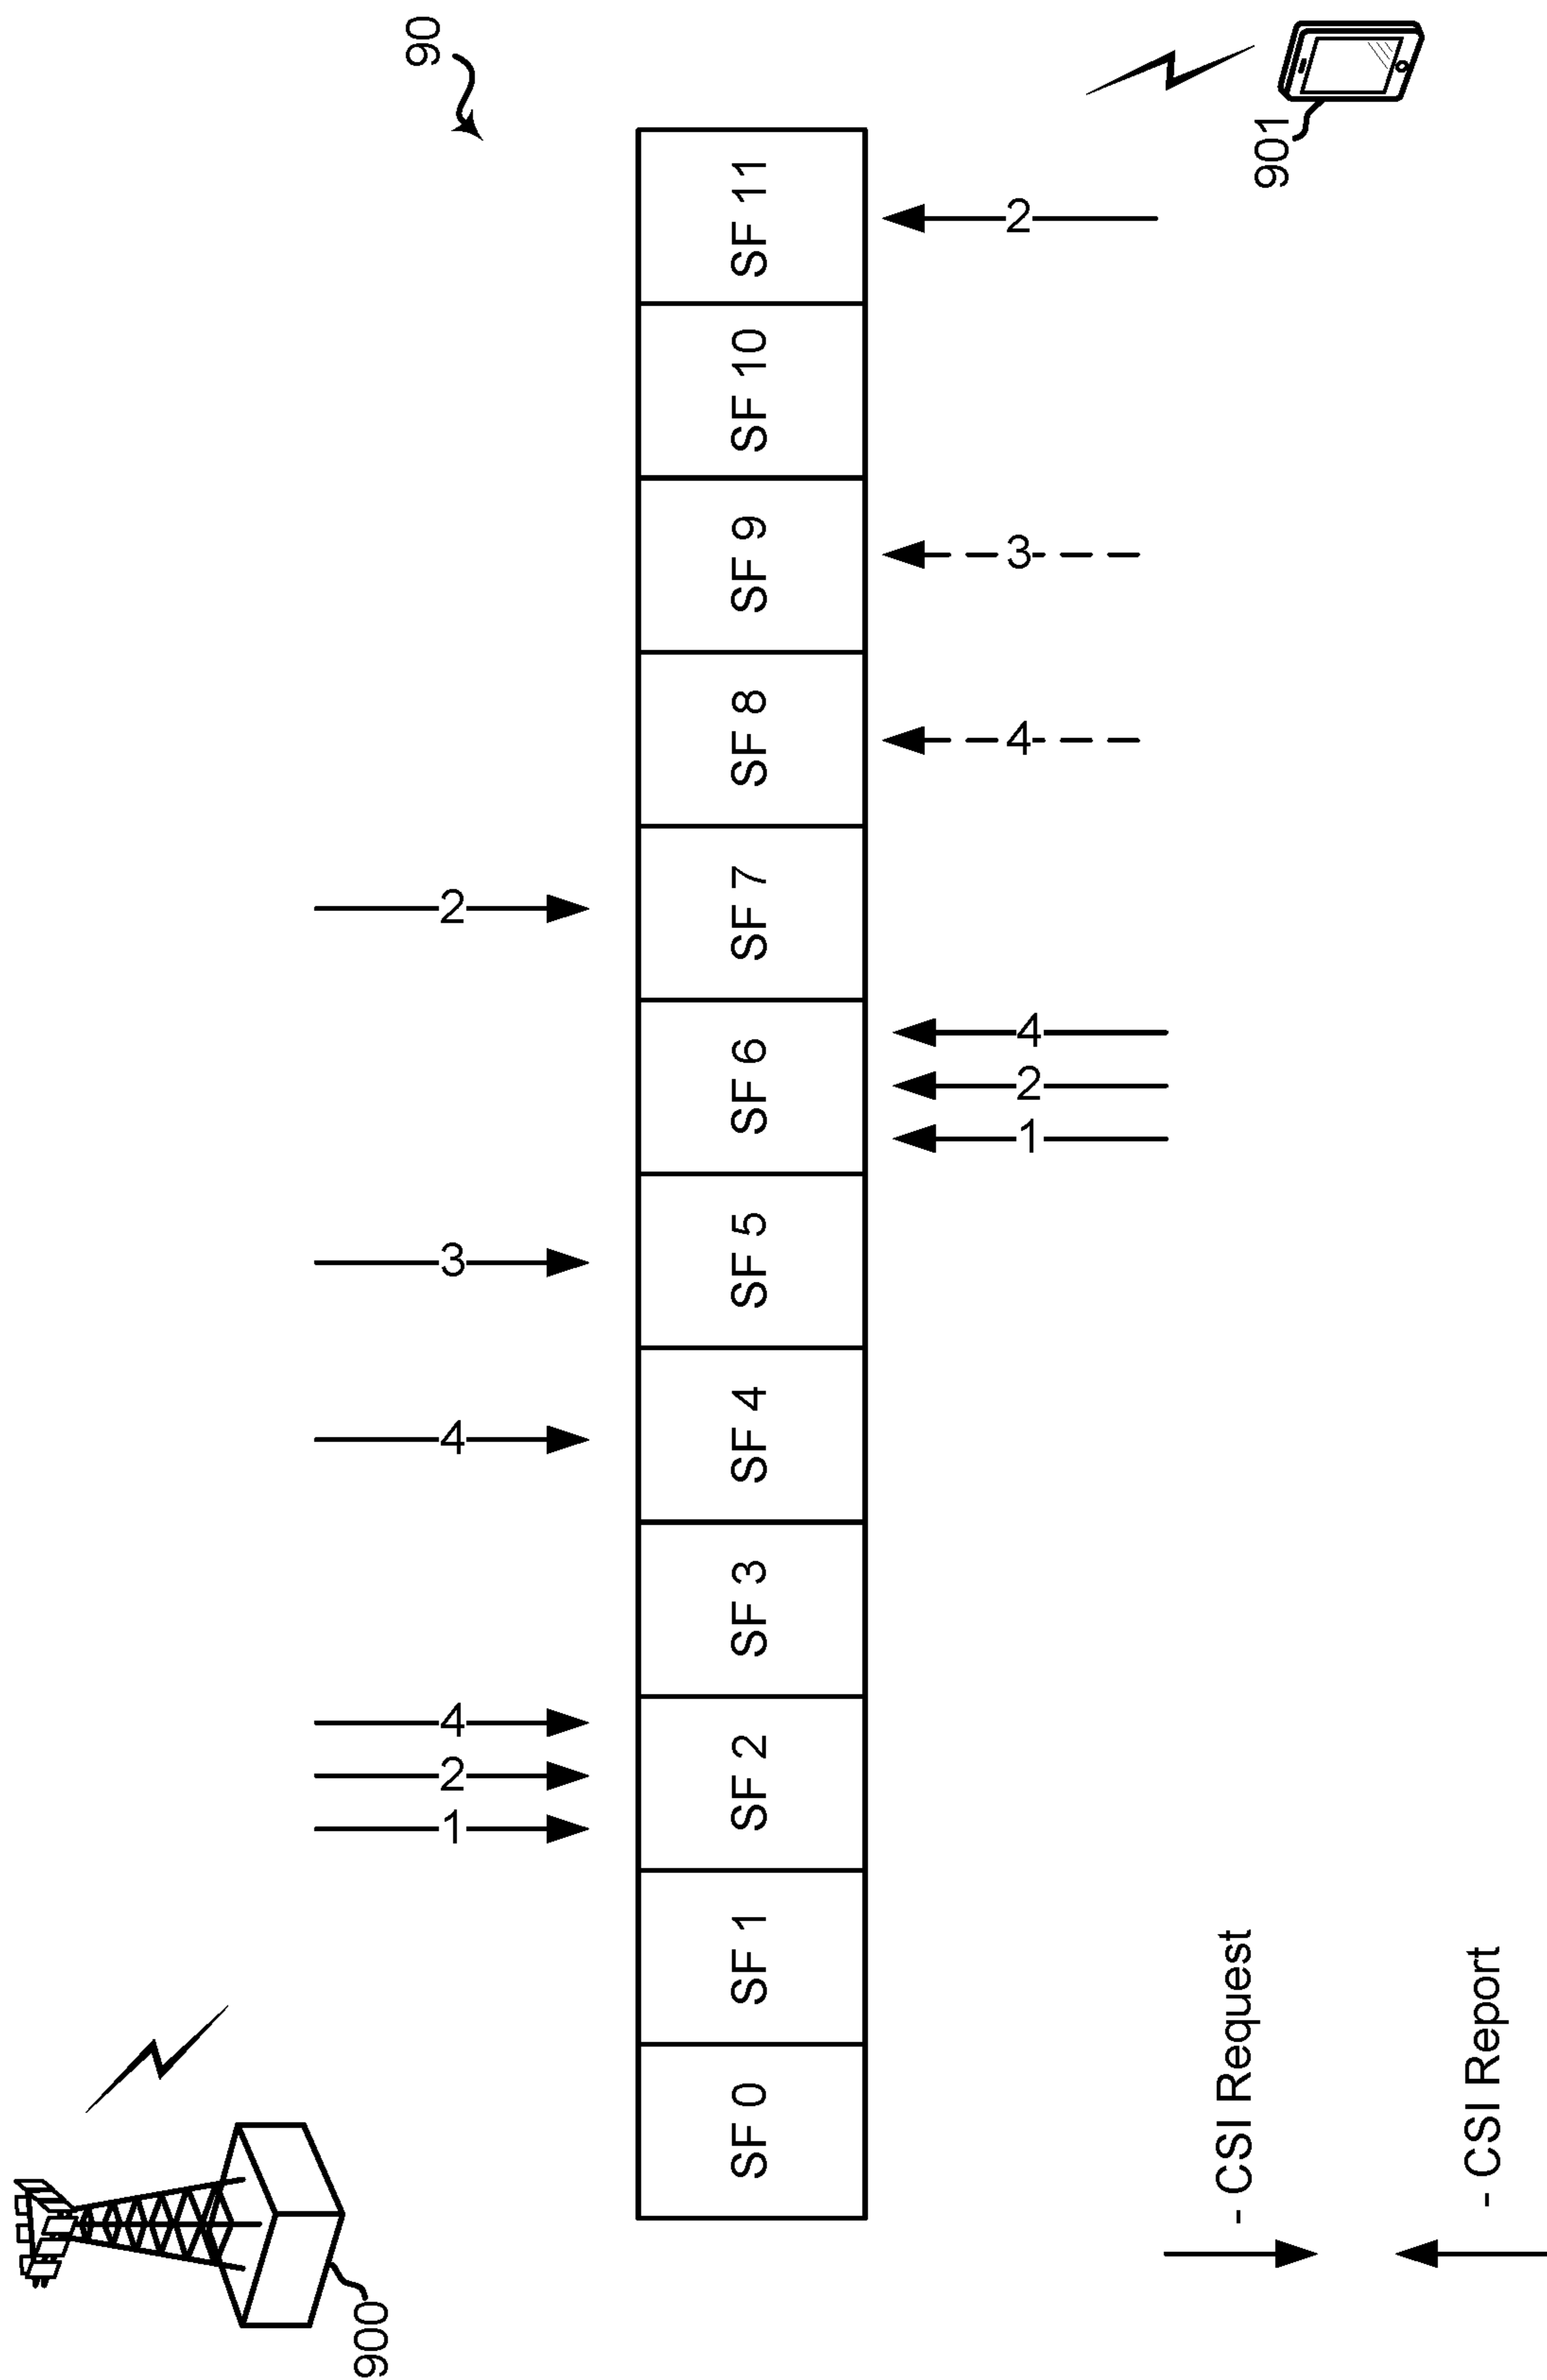 90
900
1
2
4
4
3
2
SF 0
SF 1
SF 2
SF 3
SF 4
SF 5
SF 6
SF 7
SF 8
SF 9
SF 10
SF 11
1
2
4
4
3
2
901
- CSI Request
- CSI Report